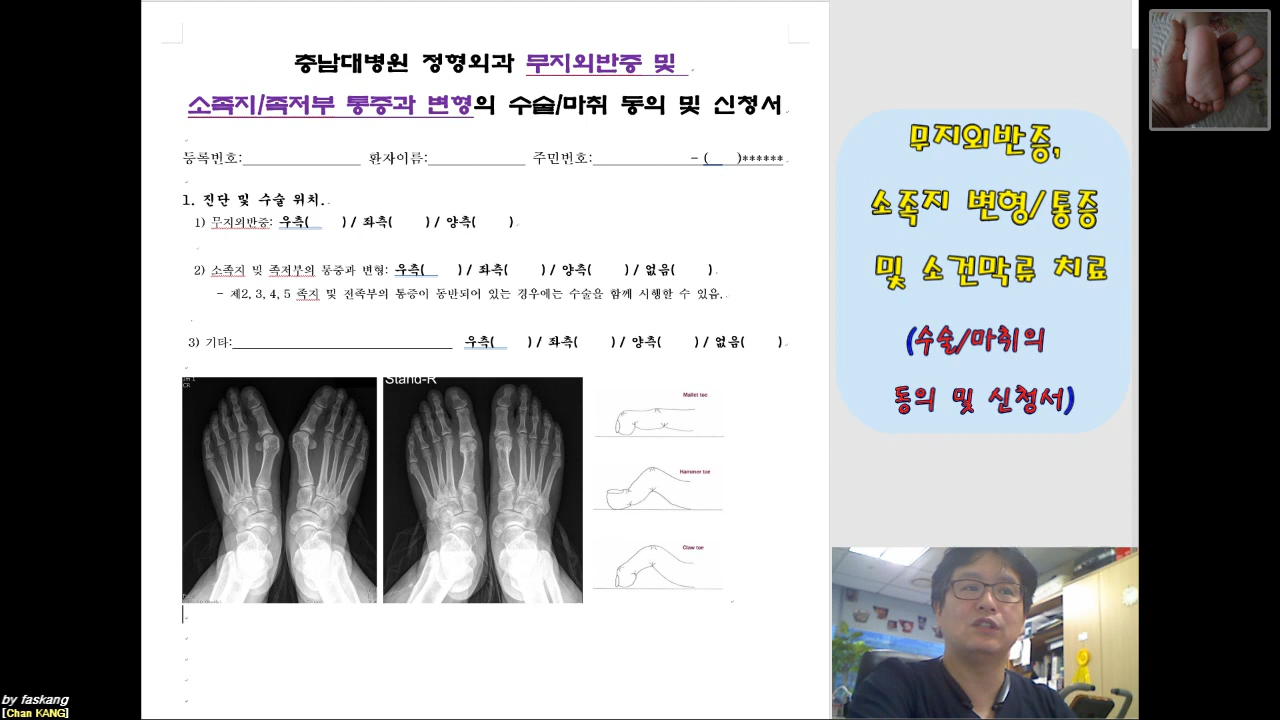 충남대병원 정형외과 무지외반증 및
소족지/족저부 통증과 변형의 수술/마취 동의 및 신청서
등록번호: 환자이름: 주민번호: - ( )******
1. 진단 및 수술 위치.
1) 무지외반증: 우측( ) / 좌측( ) / 양측( )
2) 소족지 및 족저부의 통증과 변형: 우측( ) / 좌측( ) / 양측( ) / 없음( ).
- 제2, 3, 4, 5 족지 및 전족부의 통증이 동반되어 있는 경우에는 수술을 함께 시행할 수 있음.
3) 기타: 우측( ) / 좌측( ) / 양측( ) / 없음( )
CR
Stand-R
Mallet toe
Hammer toe
Claw toe
무지외반증,
소족지 변형/통증
및 소건막류 치료
(수술/마취의
동의 및 신청서)
by faskang
[Chan KANG]